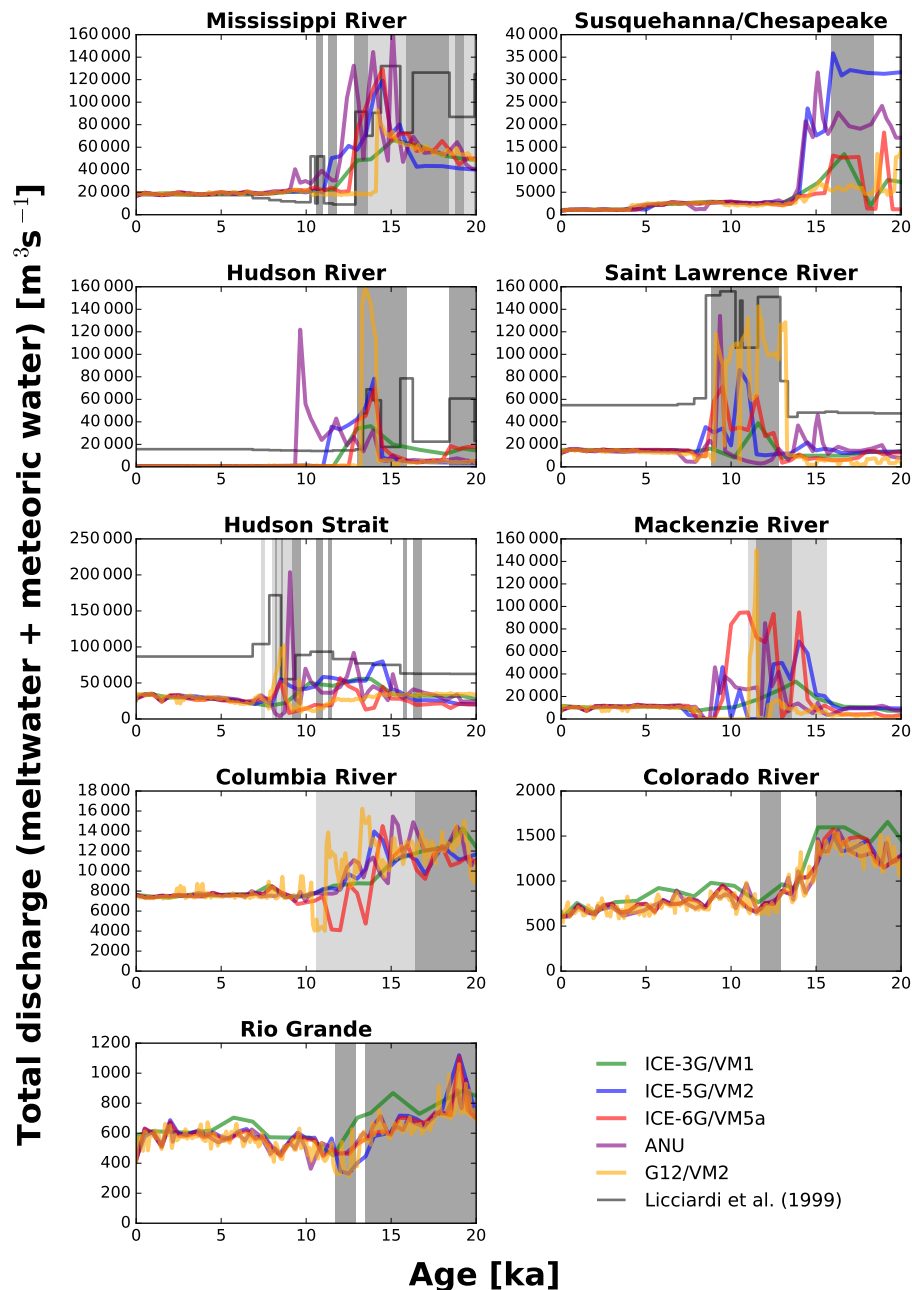 Total discharge (meltwater + meteoric water) [m³s⁻¹]
Mississippi River
160 000
140 000
120 000
100 000
80 000
60 000
40 000
20 000
0
0 5 10 15 20
Susquehanna/Chesapeake
40 000
35 000
30 000
25 000
20 000
15 000
10 000
5000
0
0 5 10 15 20
Hudson River
160 000
140 000
120 000
100 000
80 000
60 000
40 000
20 000
0
0 5 10 15 20
Saint Lawrence River
160 000
140 000
120 000
100 000
80 000
60 000
40 000
20 000
0
0 5 10 15 20
Hudson Strait
250 000
200 000
150 000
100 000
50 000
0
0 5 10 15 20
Mackenzie River
160 000
140 000
120 000
100 000
80 000
60 000
40 000
20 000
0
0 5 10 15 20
Columbia River
18 000
16 000
14 000
12 000
10 000
8000
6000
4000
2000
0
0 5 10 15 20
Colorado River
2000
1500
1000
500
0
0 5 10 15 20
Rio Grande
1200
1000
800
600
400
200
0
0 5 10 15 20
ICE-3G/VM1
ICE-5G/VM2
ICE-6G/VM5a
ANU
G12/VM2
Licciardi et al. (1999)
Age [ka]